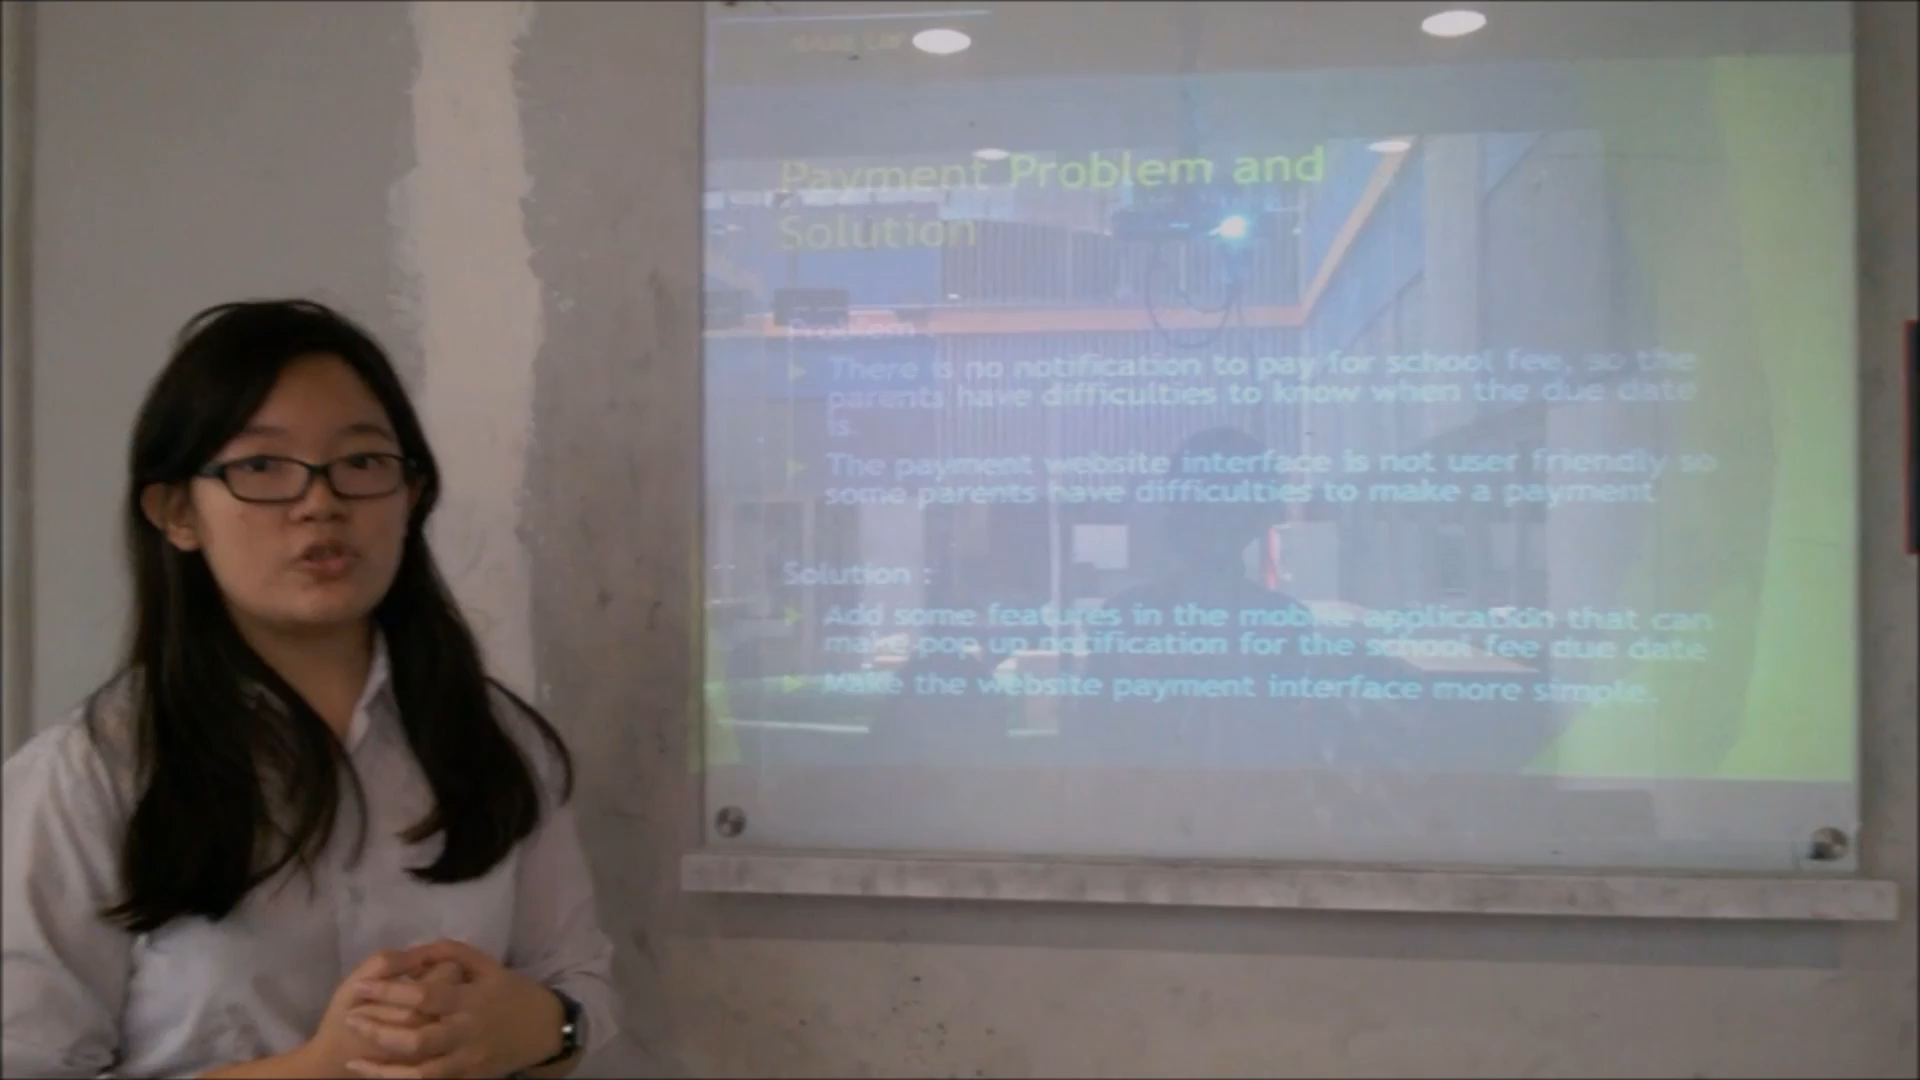 Payment Problem and
Solution
Problem :
There is no notification to pay for school fee, so the
parents have difficulties to know when the due date
is.
The payment website interface is not user friendly so
some parents have difficulties to make a payment
Solution :
Add some features in the mobile application that can
make pop up notification for the school fee due date
Make the website payment interface more simple.